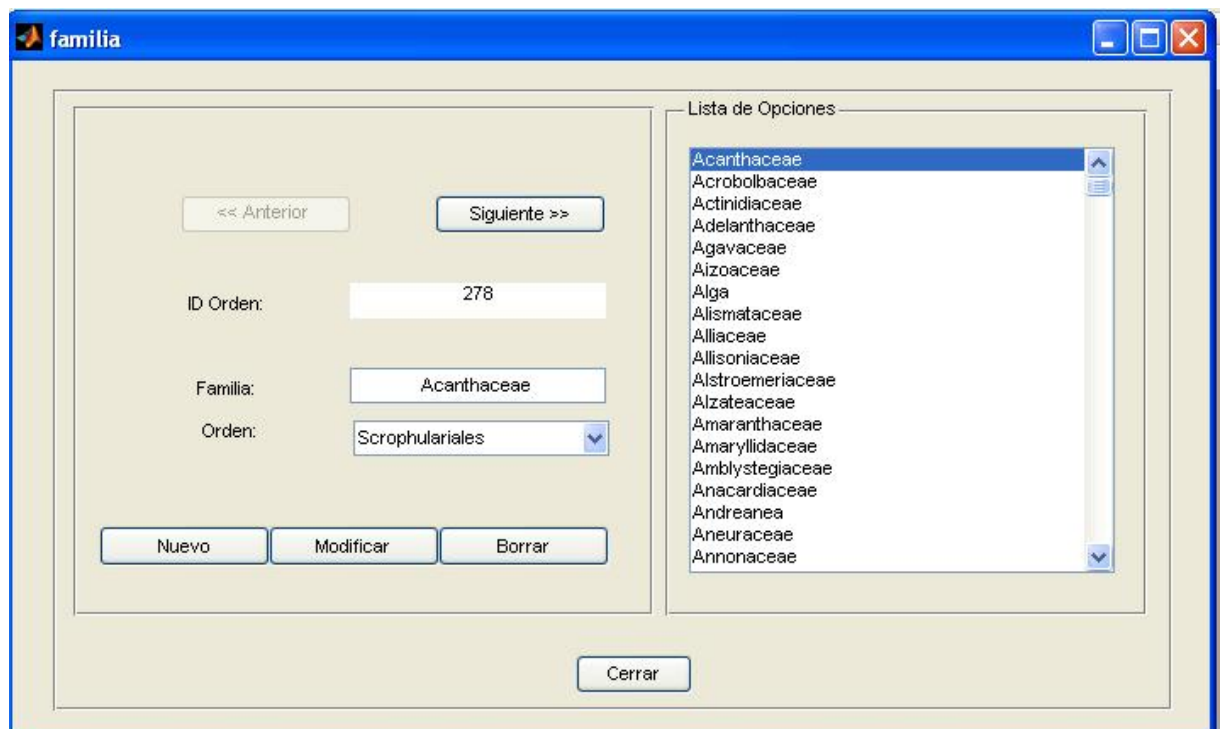 familia
<< Anterior
Siguiente >>
ID Orden:
278
Familia:
Acanthaceae
Orden:
Scrophulariales
Nuevo
Modificar
Borrar
Lista de Opciones
Acanthaceae
Acrobolbaceae
Actinidiaceae
Adelanthaceae
Agavaceae
Aizoaceae
Alga
Alismataceae
Alliaceae
Allisoniaceae
Alstroemeriaceae
Alzateaceae
Amaranthaceae
Amaryllidaceae
Amblystegiaceae
Anacardiaceae
Andreanea
Aneuraceae
Annonaceae
Cerrar